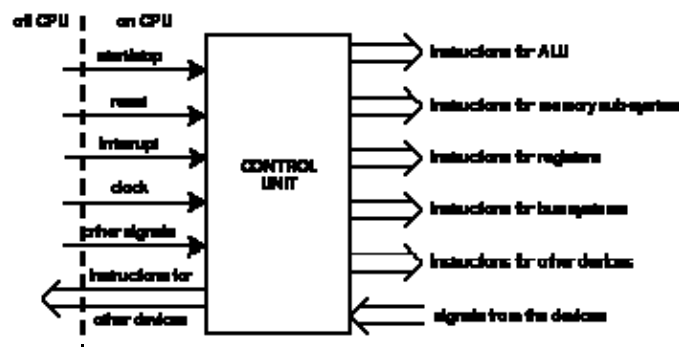 off CPU
on CPU
start/stop
reset
interrupt
clock
other signals
instructions for
other devices
CONTROL
UNIT
instructions for ALU
instructions for memory sub-system
instructions for registers
instructions for bus systems
instructions for other devices
signals from the devices